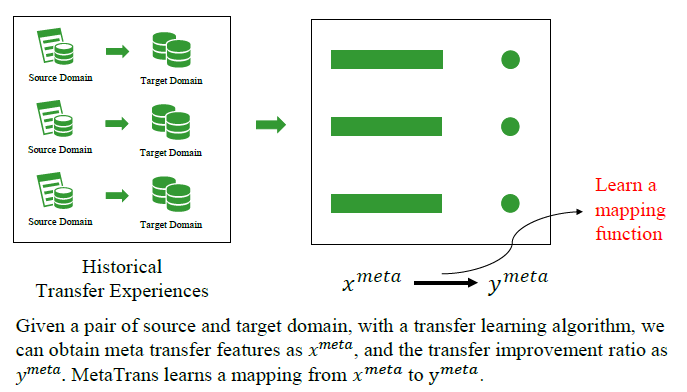 Source Domain
Target Domain
Source Domain
Target Domain
Source Domain
Target Domain
Historical
Transfer Experiences
x^{meta}
y^{meta}
Learn a
mapping
function
Given a pair of source and target domain, with a transfer learning algorithm, we
can obtain meta transfer features as x^{meta}, and the transfer improvement ratio as
y^{meta}. MetaTrans learns a mapping from x^{meta} to y^{meta}.